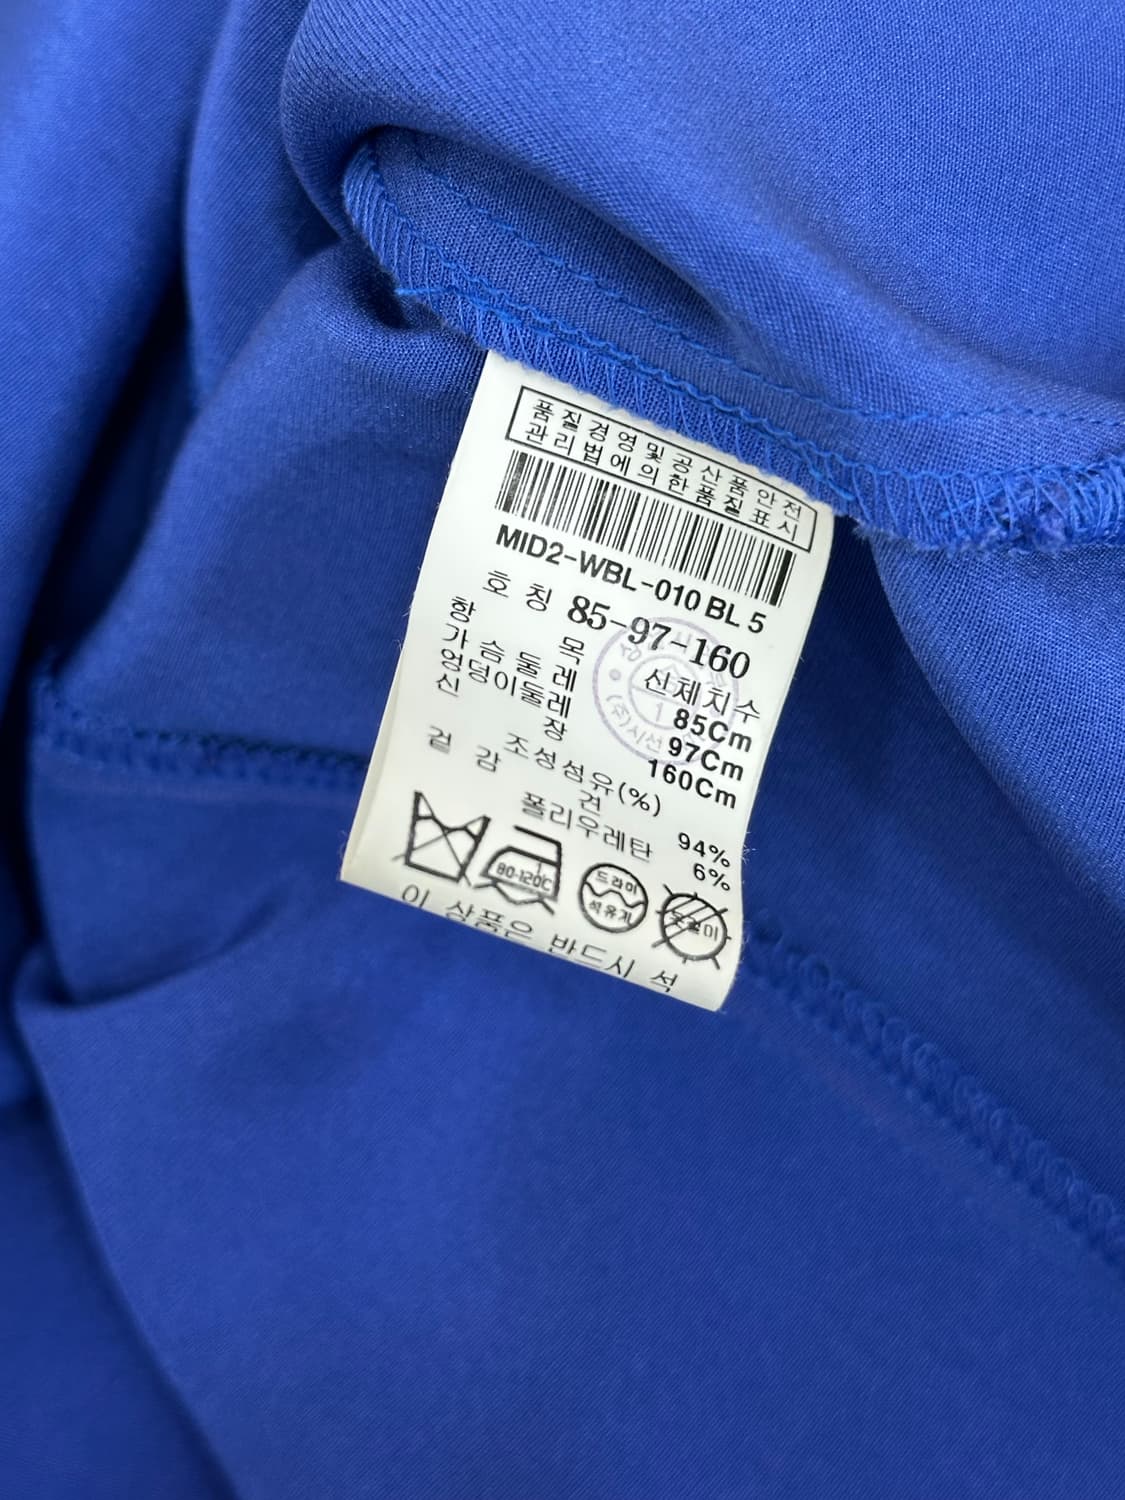 품질경영및공산품안전
관리법에의한품질표시
MID2-WBL-010 BL 5
호 칭 85-97-160
항 목 신체치수
가 슴 둘 레 85Cm
엉덩이둘레 97Cm
신 장 160Cm
조성섬유(%)
겉 감 견 94%
폴리우레탄 6%
80-120℃
드라이
석유계
이 상품은 반드시 석
(주)시선